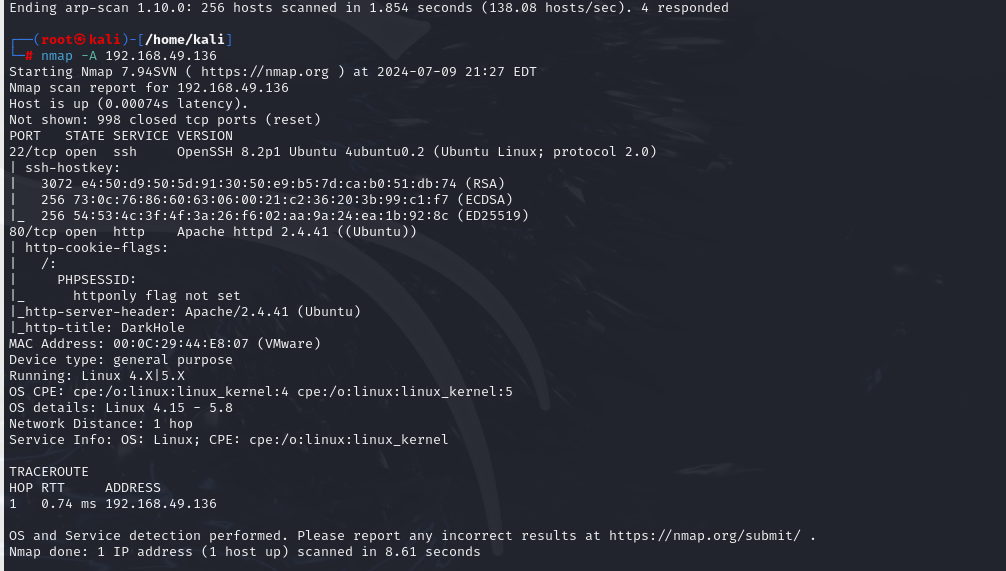 Ending arp-scan 1.10.0: 256 hosts scanned in 1.854 seconds (138.08 hosts/sec). 4 responded
┌──(root㉿kali)-[/home/kali]
└─# nmap -A 192.168.49.136
Starting Nmap 7.94SVN ( https://nmap.org ) at 2024-07-09 21:27 EDT
Nmap scan report for 192.168.49.136
Host is up (0.00074s latency).
Not shown: 998 closed tcp ports (reset)
PORT   STATE SERVICE VERSION
22/tcp open  ssh     OpenSSH 8.2p1 Ubuntu 4ubuntu0.2 (Ubuntu Linux; protocol 2.0)
| ssh-hostkey:
|   3072 e4:50:d9:50:5d:91:30:50:e9:b5:7d:ca:b0:51:db:74 (RSA)
|   256 73:0c:76:86:60:63:06:00:21:c2:36:20:3b:99:c1:f7 (ECDSA)
|_  256 54:53:4c:3f:4f:3a:26:f6:02:aa:9a:24:ea:1b:92:8c (ED25519)
80/tcp open  http    Apache httpd 2.4.41 ((Ubuntu))
| http-cookie-flags:
|   /:
|     PHPSESSID:
|_      httponly flag not set
|_http-server-header: Apache/2.4.41 (Ubuntu)
|_http-title: DarkHole
MAC Address: 00:0C:29:44:E8:07 (VMware)
Device type: general purpose
Running: Linux 4.X|5.X
OS CPE: cpe:/o:linux:linux_kernel:4 cpe:/o:linux:linux_kernel:5
OS details: Linux 4.15 - 5.8
Network Distance: 1 hop
Service Info: OS: Linux; CPE: cpe:/o:linux:linux_kernel
TRACEROUTE
HOP RTT     ADDRESS
1   0.74 ms 192.168.49.136
OS and Service detection performed. Please report any incorrect results at https://nmap.org/submit/ .
Nmap done: 1 IP address (1 host up) scanned in 8.61 seconds